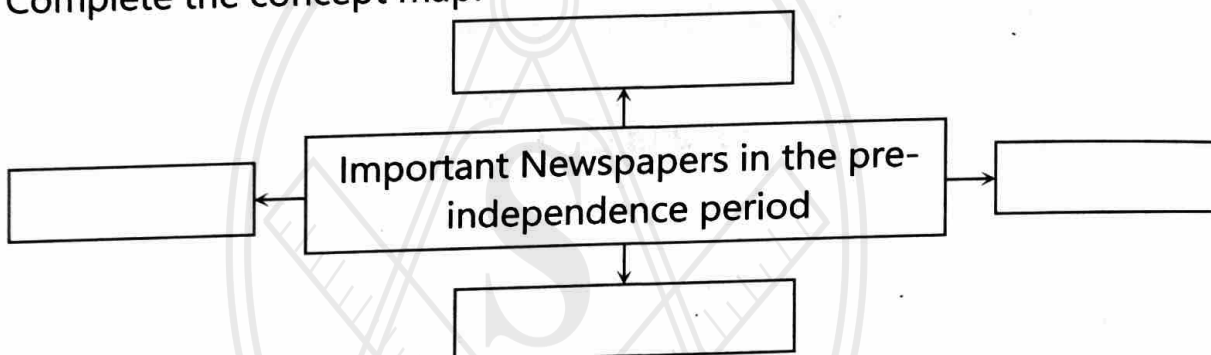 Complete the concept map.
Important Newspapers in the pre-
independence period